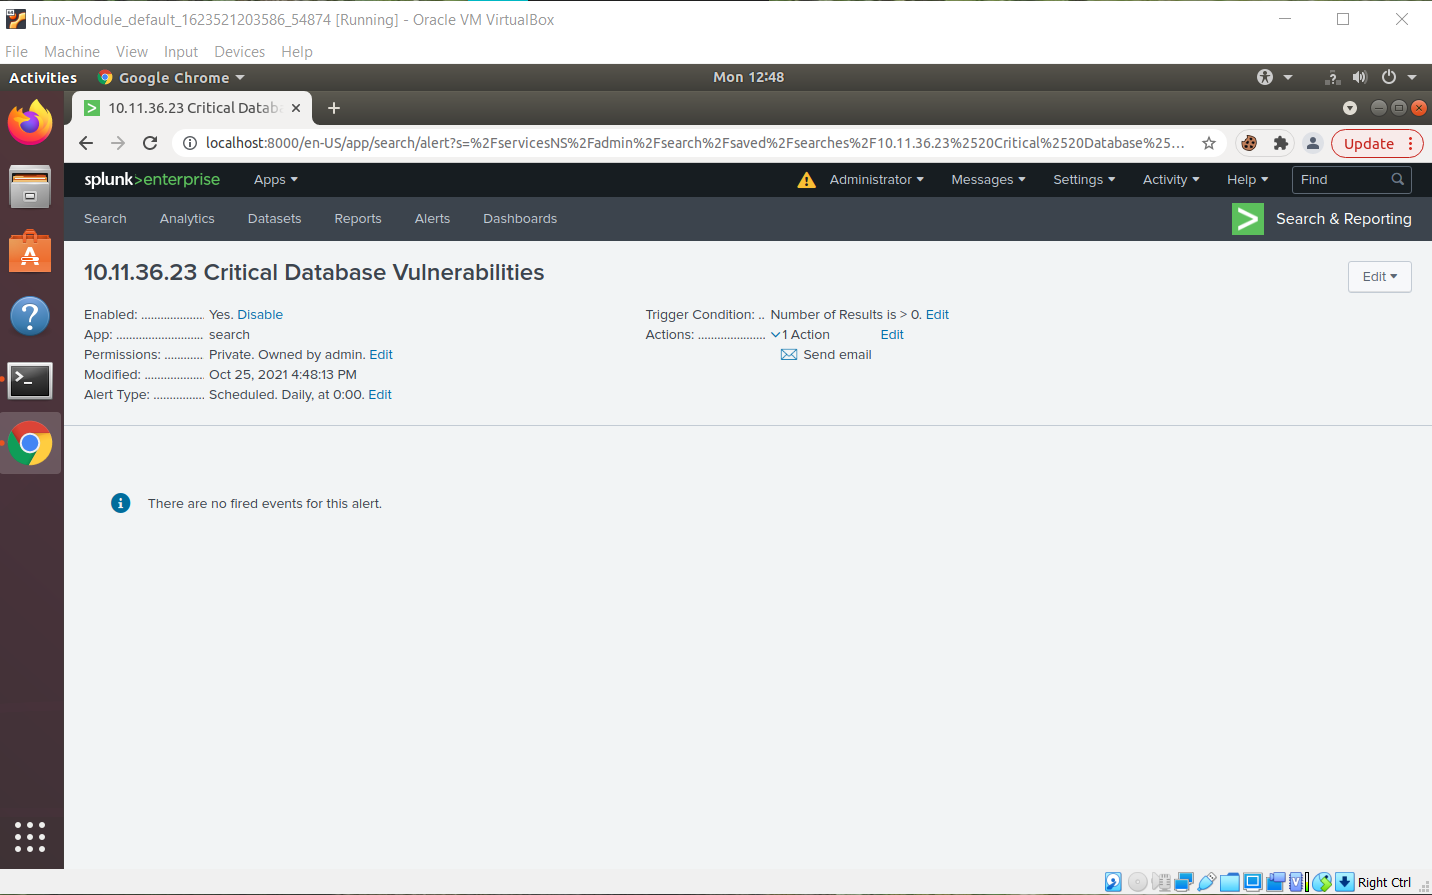 Linux-Module_default_1623521203586_54874 [Running] - Oracle VM VirtualBox
File Machine View Input Devices Help
Activities Google Chrome Mon 12:48
10.11.36.23 Critical Datab
localhost:8000/en-US/app/search/alert?s=%2FservicesNS%2Fadmin%2Fsearch%2Fsaved%2Fsearches%2F10.11.36.23%2520Critical%2520Database%25... Update
splunk>enterprise Apps Administrator Messages Settings Activity Help Find
Search Analytics Datasets Reports Alerts Dashboards Search & Reporting
10.11.36.23 Critical Database Vulnerabilities
Edit
Enabled: ................... Yes. Disable
App: .......................... search
Permissions: ............ Private. Owned by admin. Edit
Modified: .................. Oct 25, 2021 4:48:13 PM
Alert Type: ............... Scheduled. Daily, at 0:00. Edit
Trigger Condition: .. Number of Results is > 0. Edit
Actions: .................... 1 Action Edit
Send email
There are no fired events for this alert.
Right Ctrl